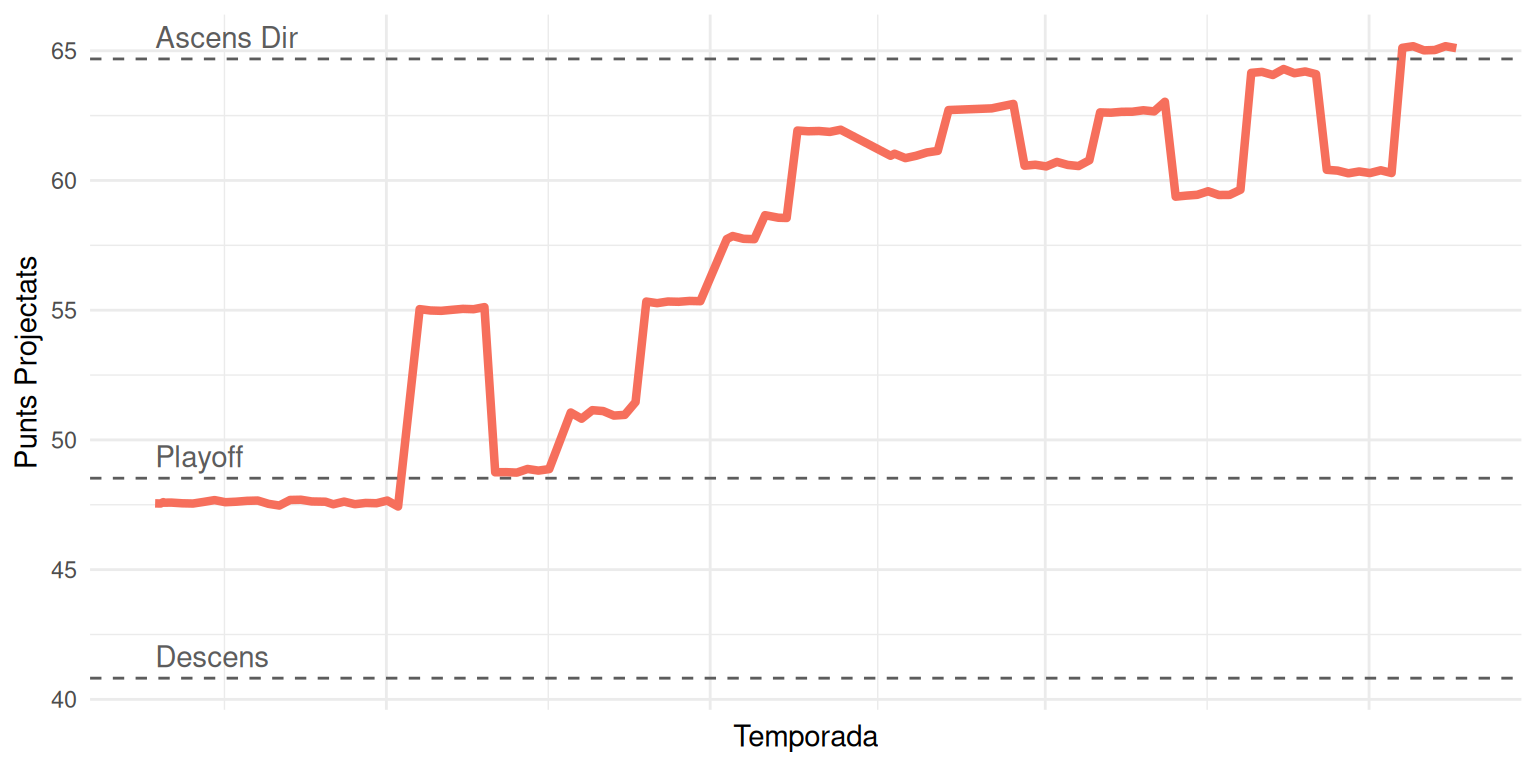 Ascens Dir
65
60
55
50
Playoff
45
Descens
40
Punts Projectats
Temporada